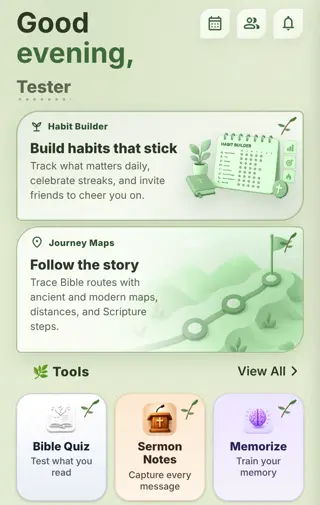 Good
evening,
Tester
Habit Builder
Build habits that stick
Track what matters daily,
celebrate streaks, and invite
friends to cheer you on.
HABIT BUILDER
Journey Maps
Follow the story
Trace Bible routes with
ancient and modern maps,
distances, and Scripture
steps.
Tools
View All
Bible Quiz
Test what you
read
Sermon
Notes
Capture every
message
Memorize
Train your
memory